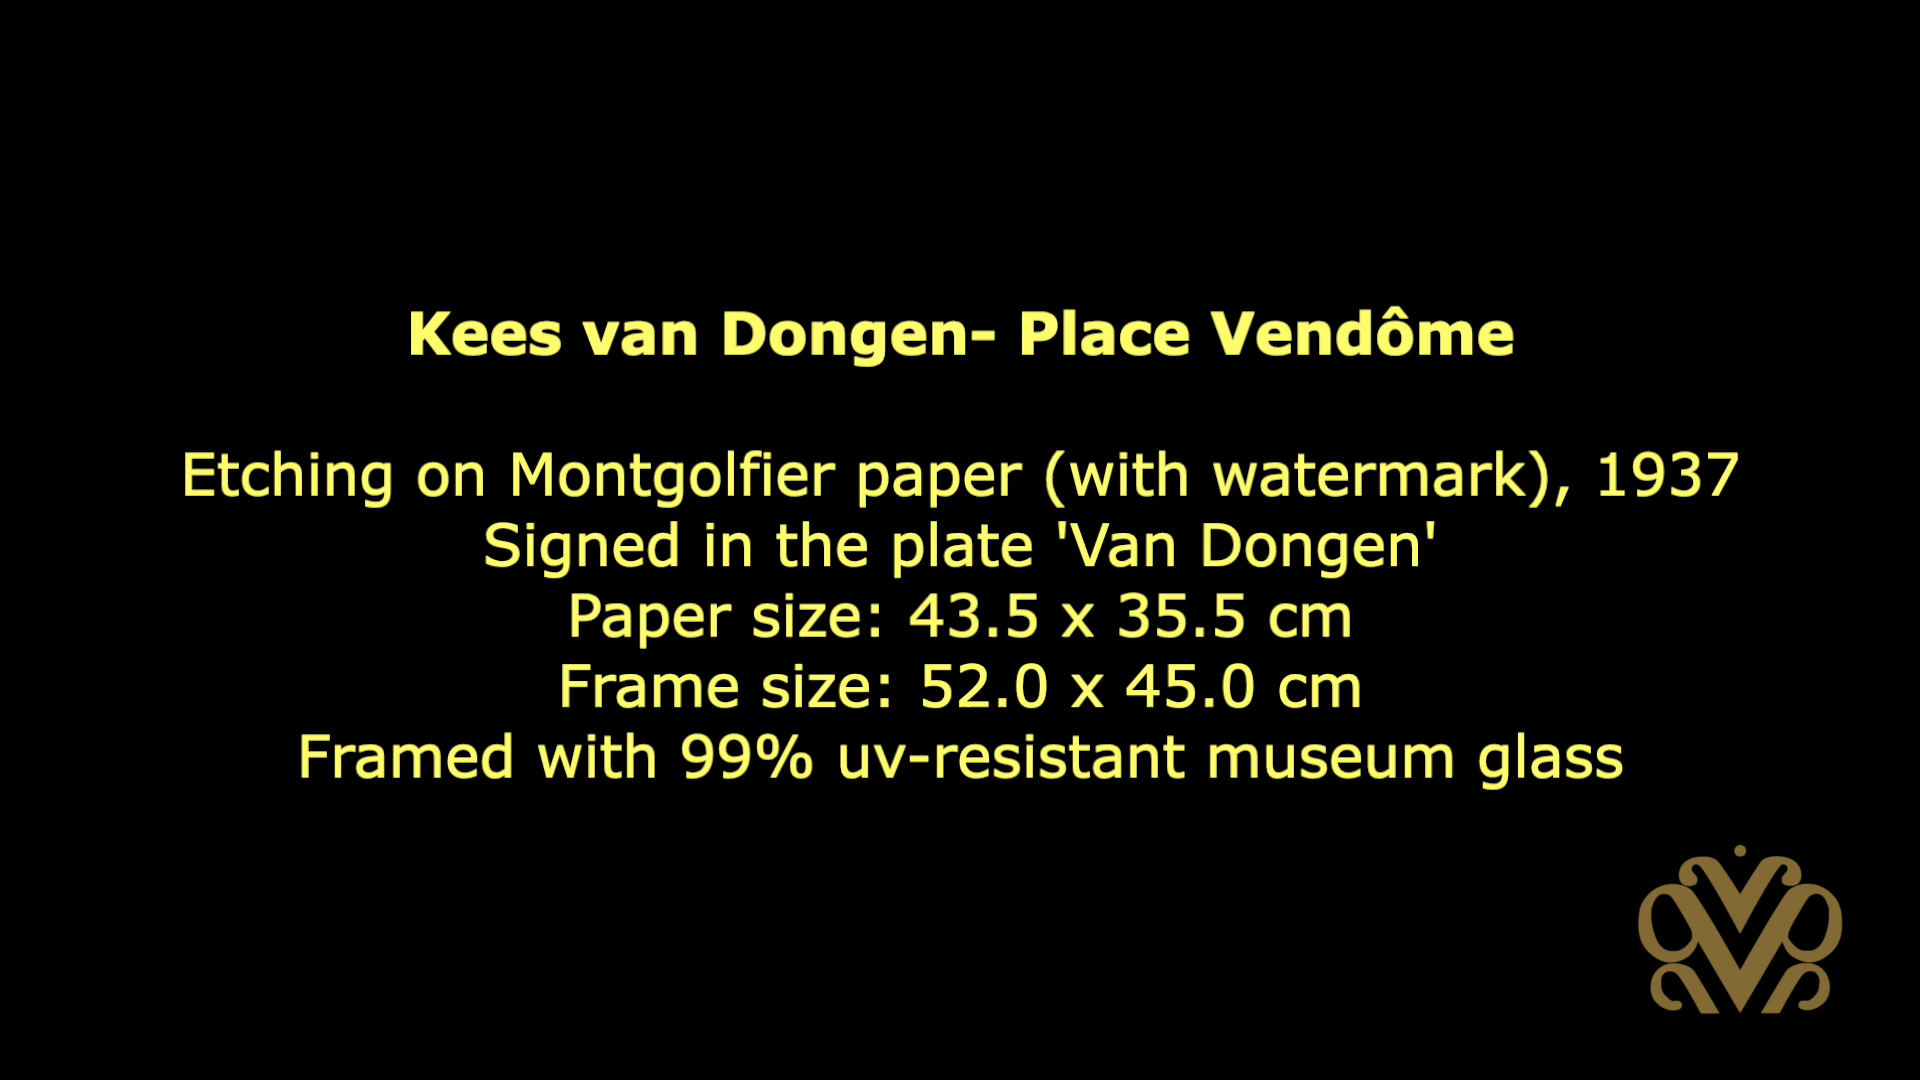 Kees van Dongen- Place Vendôme
Etching on Montgolfier paper (with watermark), 1937
Signed in the plate 'Van Dongen'
Paper size: 43.5 x 35.5 cm
Frame size: 52.0 x 45.0 cm
Framed with 99% uv-resistant museum glass